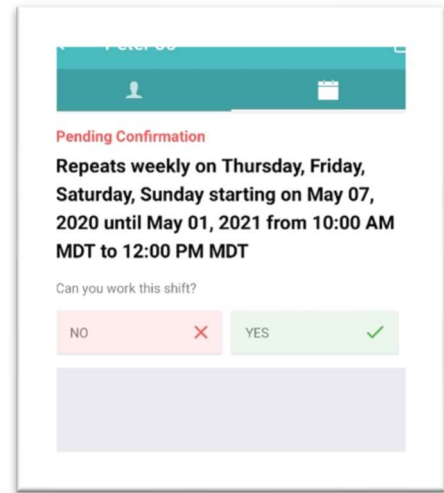 Pending Confirmation
Repeats weekly on Thursday, Friday,
Saturday, Sunday starting on May 07,
2020 until May 01, 2021 from 10:00 AM
MDT to 12:00 PM MDT
Can you work this shift?
NO
YES